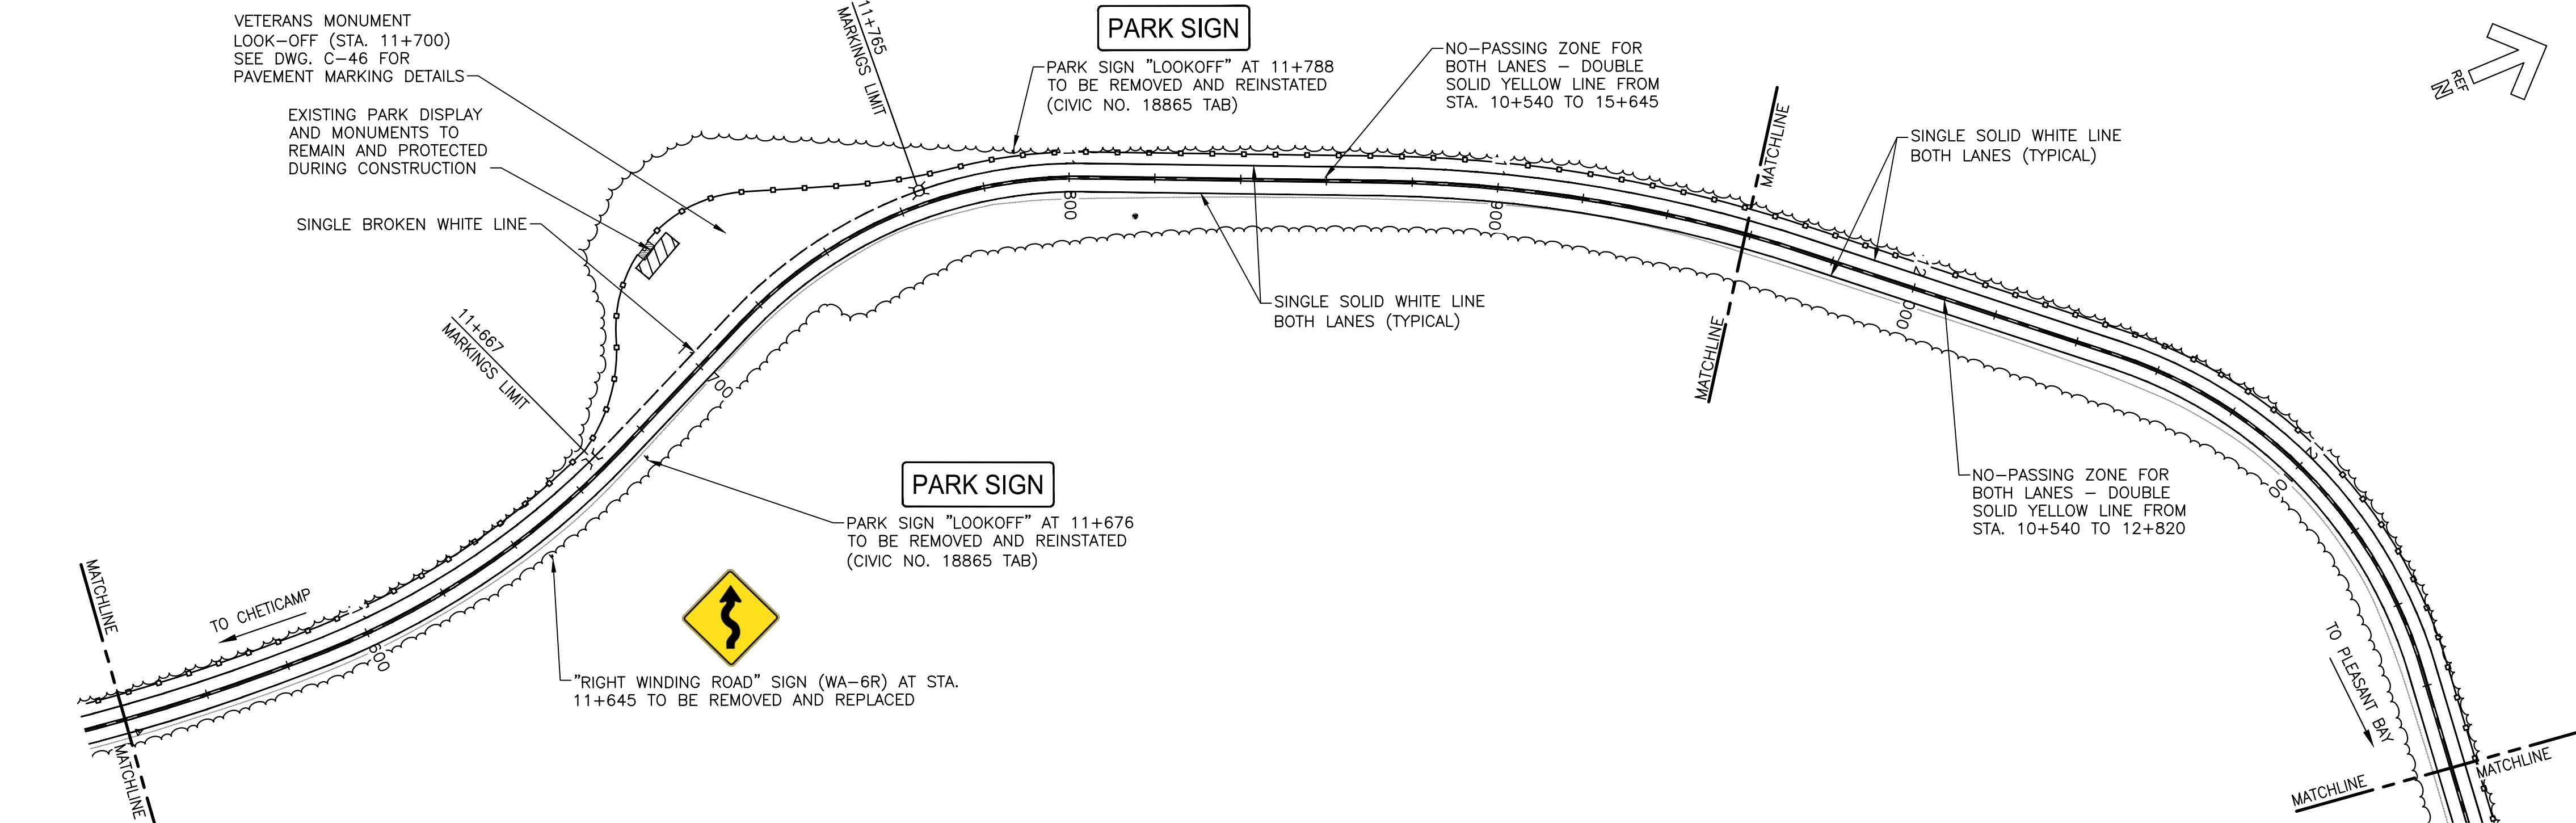 VETERANS MONUMENT
LOOK-OFF (STA. 11+700)
SEE DWG. C-46 FOR
PAVEMENT MARKING DETAILS
EXISTING PARK DISPLAY
AND MONUMENTS TO
REMAIN AND PROTECTED
DURING CONSTRUCTION
SINGLE BROKEN WHITE LINE
11+667
MARKINGS LIMIT
11+765
MARKINGS LIMIT
PARK SIGN
PARK SIGN "LOOKOFF" AT 11+788
TO BE REMOVED AND REINSTATED
(CIVIC NO. 18865 TAB)
NO-PASSING ZONE FOR
BOTH LANES - DOUBLE
SOLID YELLOW LINE FROM
STA. 10+540 TO 15+645
MATCHLINE
SINGLE SOLID WHITE LINE
BOTH LANES (TYPICAL)
REF
N
800
900
SINGLE SOLID WHITE LINE
BOTH LANES (TYPICAL)
MATCHLINE
000
700
PARK SIGN
PARK SIGN "LOOKOFF" AT 11+676
TO BE REMOVED AND REINSTATED
(CIVIC NO. 18865 TAB)
NO-PASSING ZONE FOR
BOTH LANES - DOUBLE
SOLID YELLOW LINE FROM
STA. 10+540 TO 12+820
MATCHLINE
TO CHETICAMP
600
"RIGHT WINDING ROAD" SIGN (WA-6R) AT STA.
11+645 TO BE REMOVED AND REPLACED
MATCHLINE
TO PLEASANT BAY
MATCHLINE
MATCHLINE